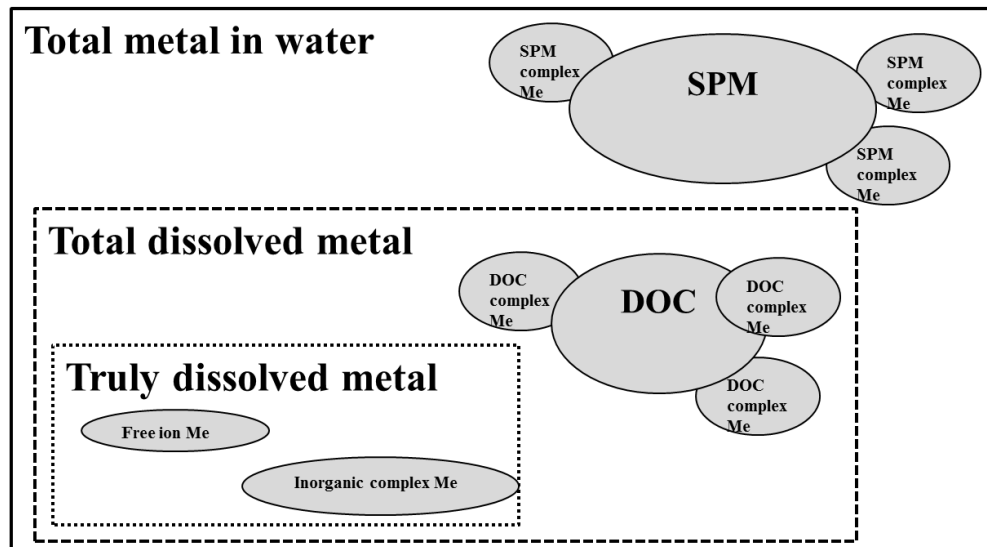 Total metal in water
SPM
complex
Me
SPM
SPM
complex
Me
SPM
complex
Me
Total dissolved metal
DOC
complex
Me
DOC
DOC
complex
Me
DOC
complex
Me
Truly dissolved metal
Free ion Me
Inorganic complex Me